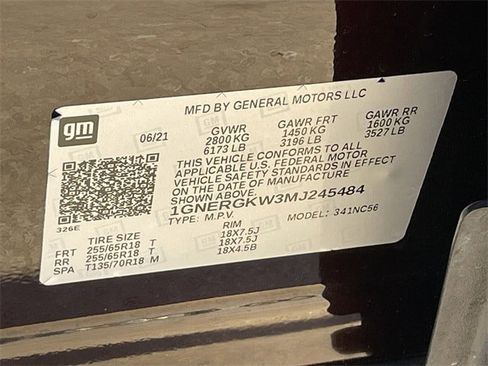 MFD BY GENERAL MOTORS LLC
gm
06/21
GVWR GAWR FRT GAWR RR
2800 KG 1450 KG 1600 KG
6173 LB 3196 LB 3527 LB
THIS VEHICLE CONFORMS TO ALL
APPLICABLE U.S. FEDERAL MOTOR
VEHICLE SAFETY STANDARDS IN EFFECT
ON THE DATE OF MANUFACTURE
1GNERGKW3MJ245484
326E
TYPE: M.P.V. MODEL: 341NC56
TIRE SIZE RIM
FRT 255/65R18 T 18X7.5J
RR 255/65R18 T 18X7.5J
SPA T135/70R18 M 18X4.5B